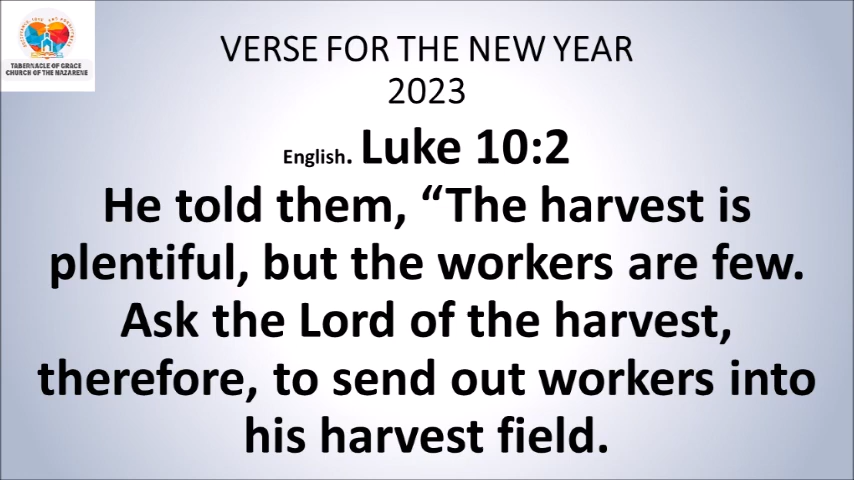 TABERNACLE OF GRACE
CHURCH OF THE NAZARENE
VERSE FOR THE NEW YEAR
2023
English. Luke 10:2
He told them, “The harvest is
plentiful, but the workers are few.
Ask the Lord of the harvest,
therefore, to send out workers into
his harvest field.